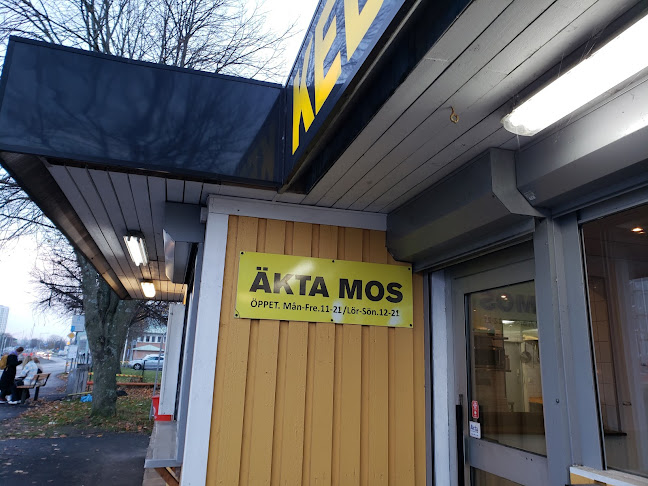 KEB
ÄKTA MOS
ÖPPET. Mån-Fre.11-21/Lör-Sön.12-21